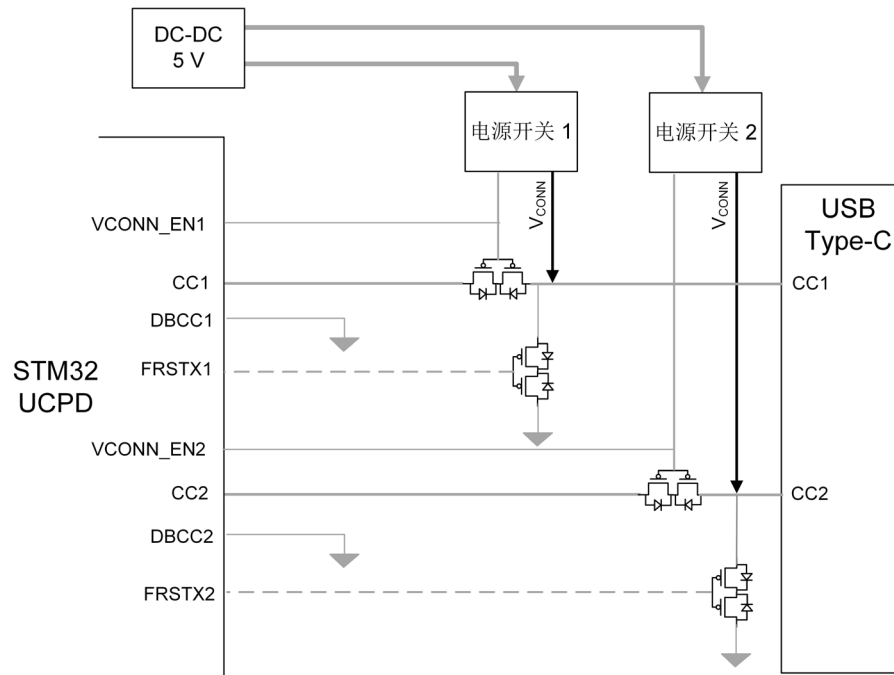 DC-DC
5 V
电源开关 1
电源开关 2
VCONN
VCONN
USB
Type-C
VCONN_EN1
CC1
CC1
DBCC1
FRSTX1
STM32
UCPD
VCONN_EN2
CC2
CC2
DBCC2
FRSTX2